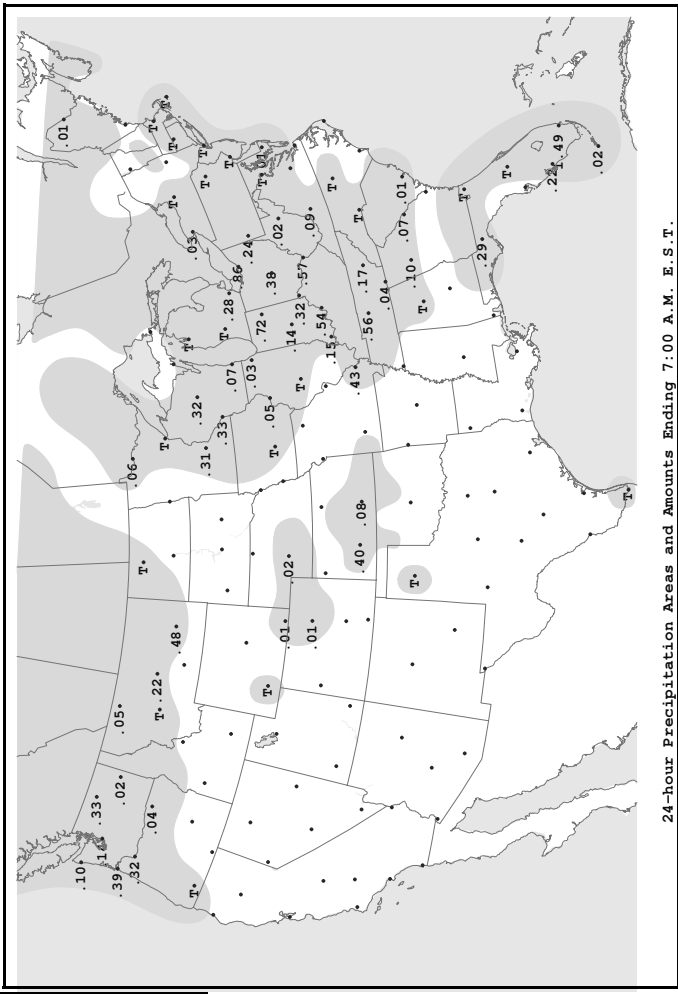 .01
.10
.33
.39
.05
.02
.06
.32
T
.04
T
.22
T
T
T
T
T
.48
T
.03
T
.32
T
T
.31
.33
T
.28
T
.07
.86
.24
.03
.72
T
T
.05
.38
T
.02
.01
.02
.14
T
.32
.57
.09
.01
.54
.15
T
.43
T
.40
.08
.17
.56
.04
.01
.07
.10
T
T
T
.29
T
.22
1.49
.02
T
24-hour Precipitation Areas and Amounts Ending 7:00 A.M. E.S.T.